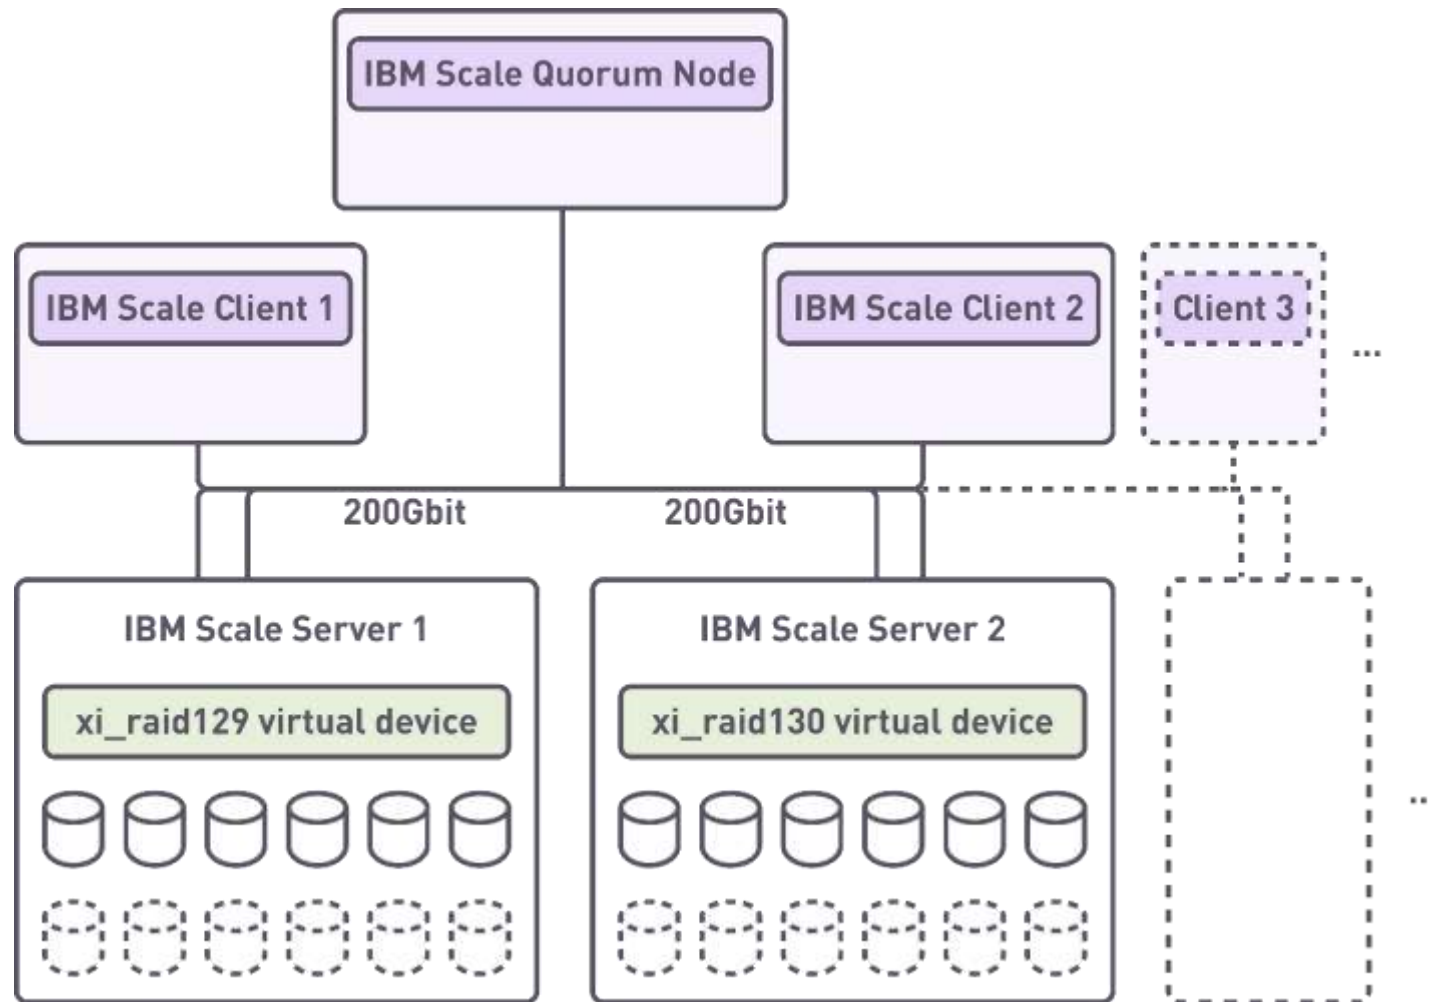 IBM Scale Quorum Node
IBM Scale Client 1
IBM Scale Client 2
Client 3
...
200Gbit
200Gbit
IBM Scale Server 1
IBM Scale Server 2
xi_raid129 virtual device
xi_raid130 virtual device
..